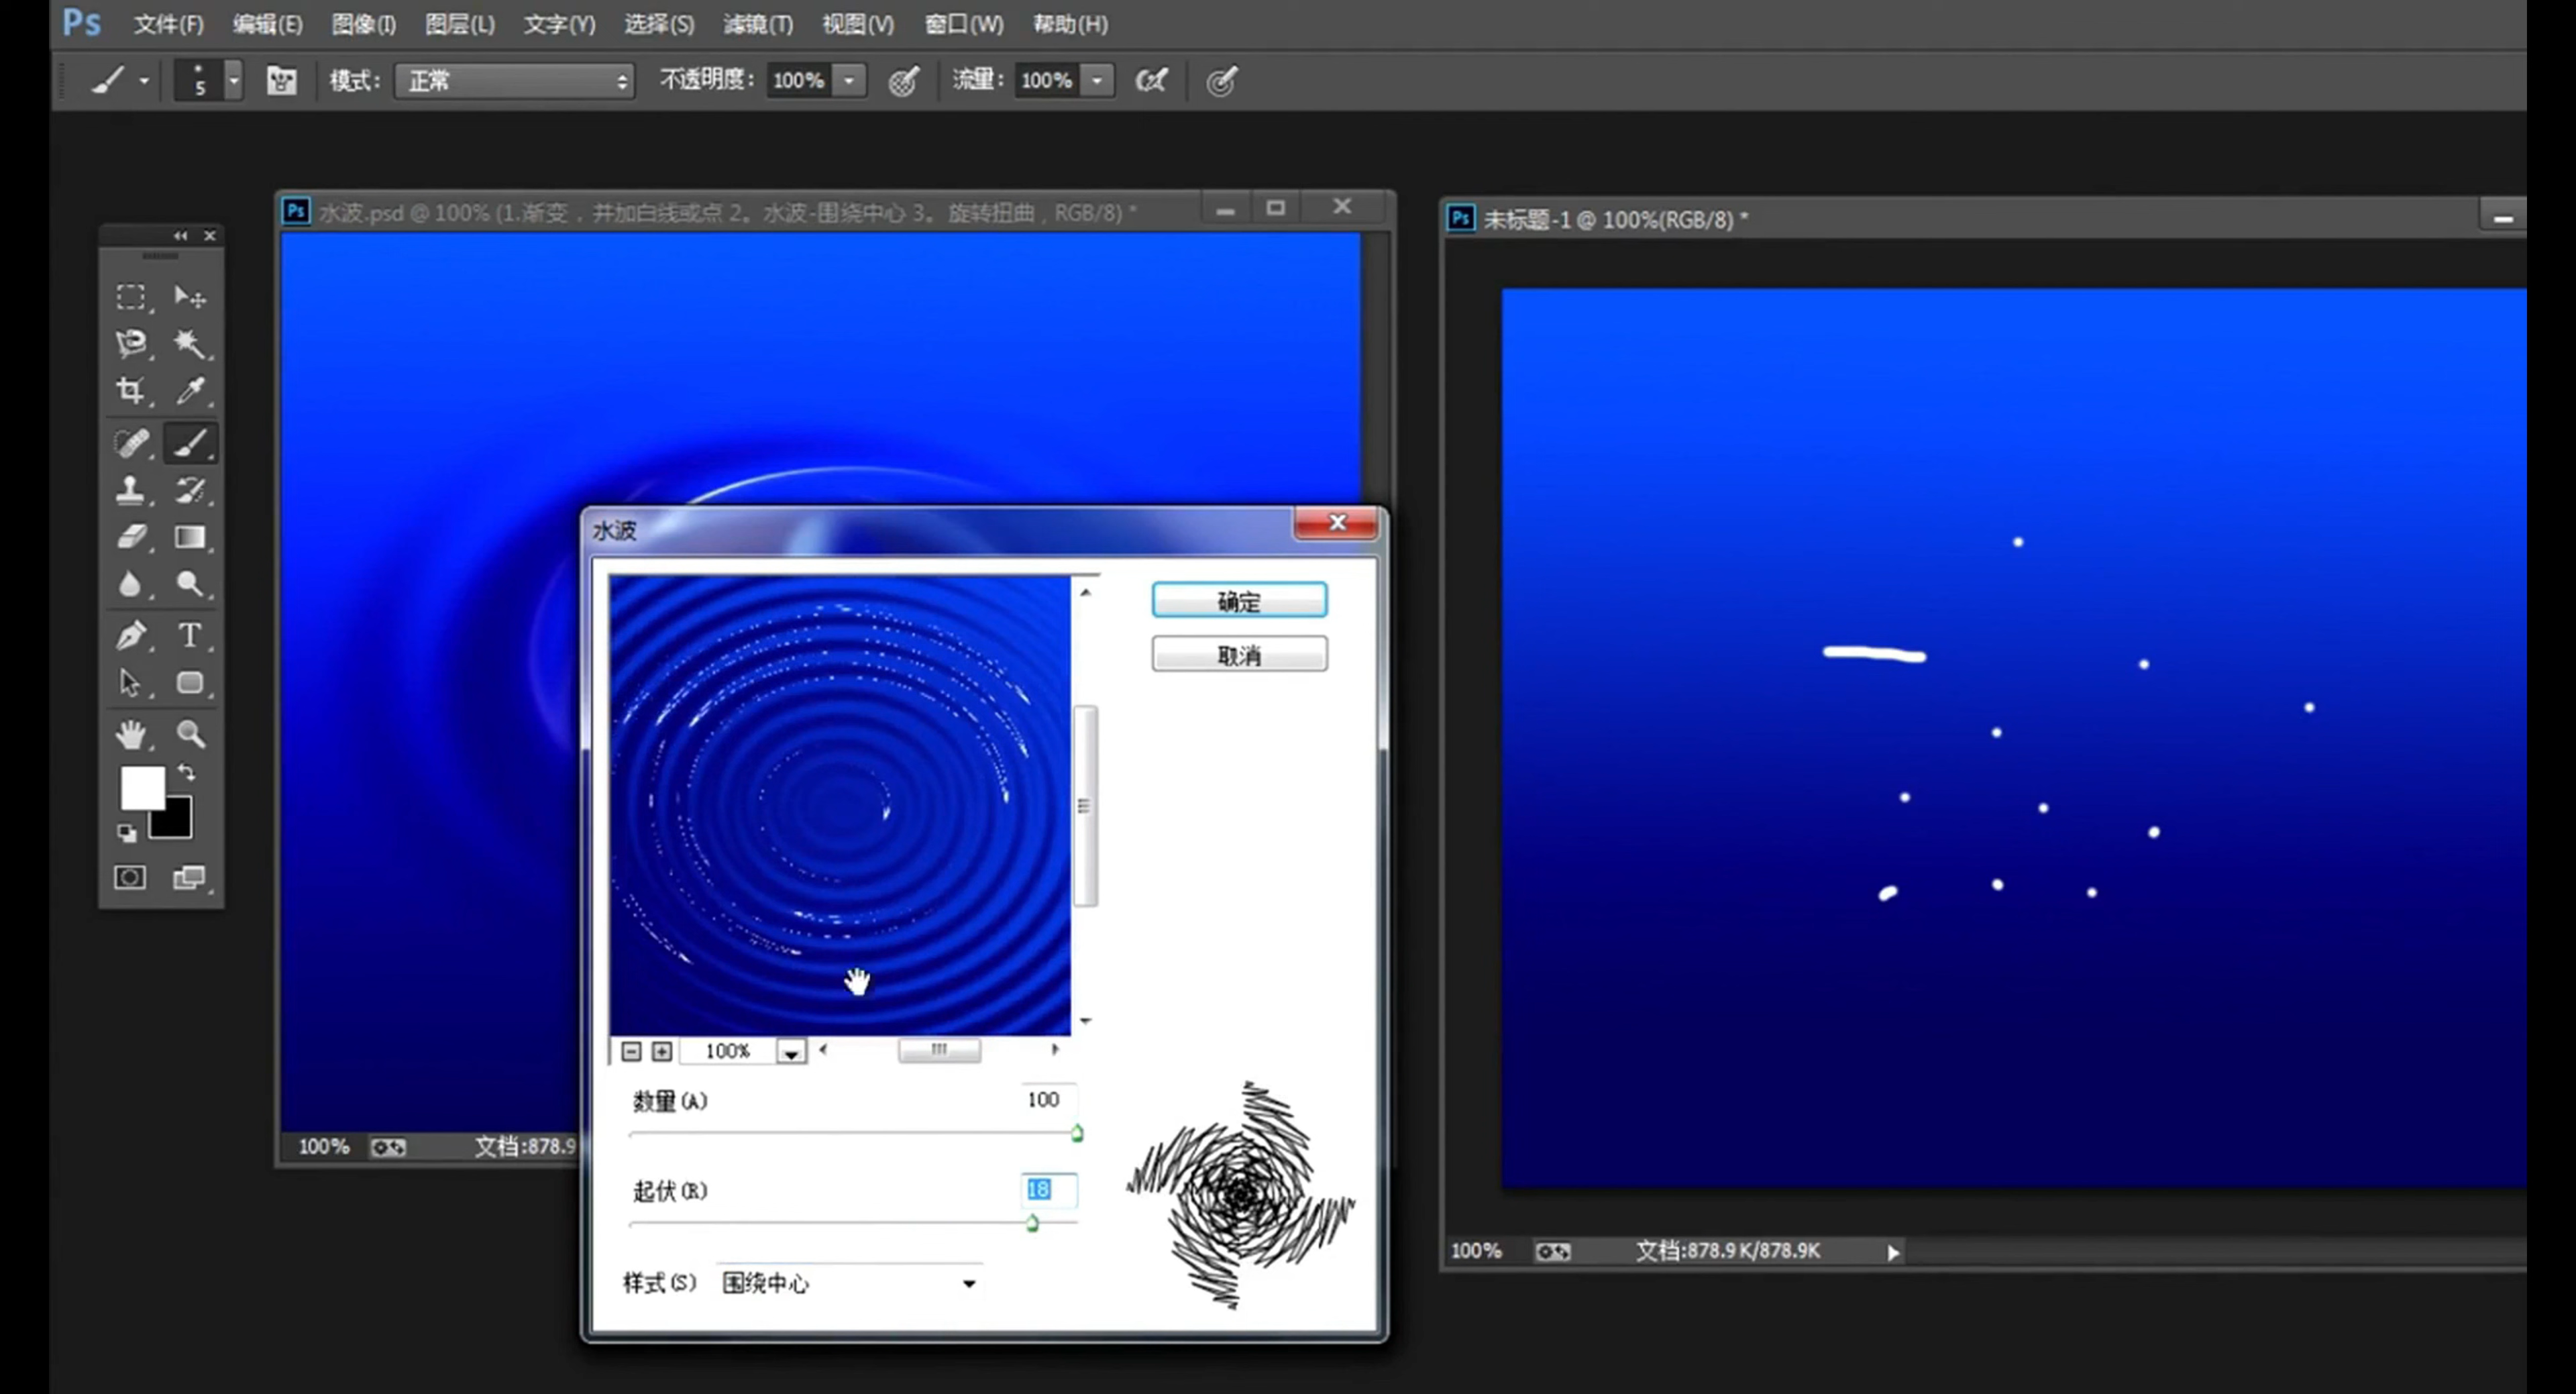 Ps 文件(F) 编辑(E) 图像(I) 图层(L) 文字(Y) 选择(S) 滤镜(T) 视图(V) 窗口(W) 帮助(H)
5 模式: 正常 不透明度: 100% 流量: 100%
Ps 水波.psd @ 100% (1.渐变，并加白线或点 2。水波-围绕中心 3。旋转扭曲, RGB/8) *
Ps 未标题-1 @ 100%(RGB/8) *
水波
确定
取消
T
100%
数量(A) 100
100% 文档:878.9
起伏(R) 18
100% 文档:878.9K/878.9K
样式(S) 围绕中心